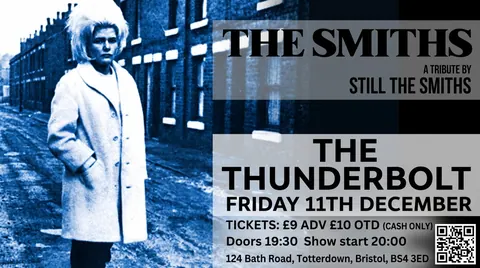 THE SMITHS
A TRIBUTE BY
STILL THE SMITHS
THE
THUNDERBOLT
FRIDAY 11TH DECEMBER
TICKETS: £9 ADV £10 OTD (CASH ONLY)
Doors 19:30 Show start 20:00
124 Bath Road, Totterdown, Bristol, BS4 3ED